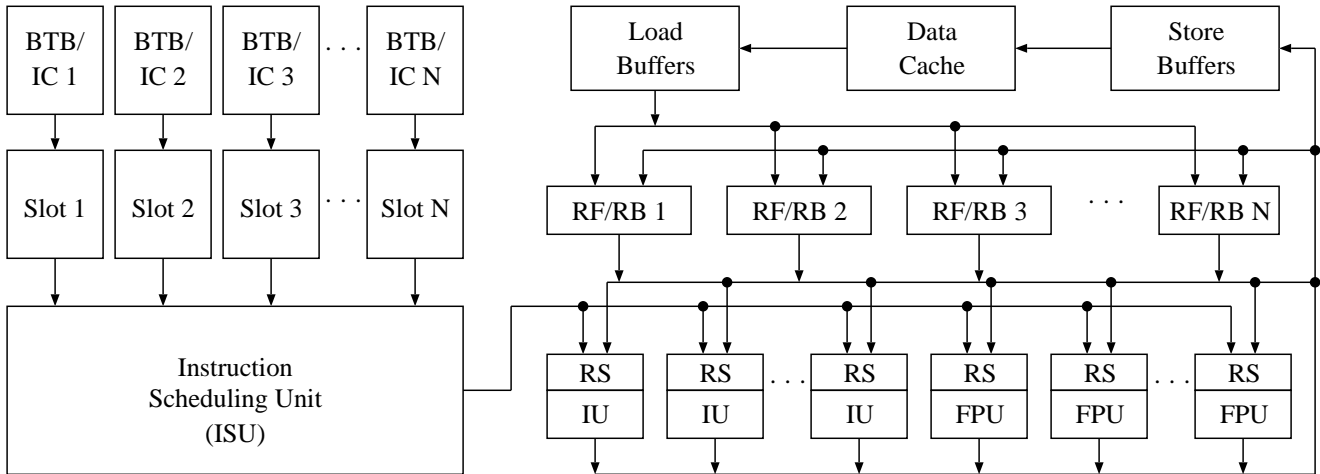 BTB/
IC 1
BTB/
IC 2
BTB/
IC 3
. . .
BTB/
IC N
Load
Buffers
Data
Cache
Store
Buffers
Slot 1
Slot 2
Slot 3
. . .
Slot N
RF/RB 1
RF/RB 2
RF/RB 3
. . .
RF/RB N
Instruction
Scheduling Unit
(ISU)
RS
IU
RS
IU
. . .
RS
IU
RS
FPU
RS
FPU
. . .
RS
FPU